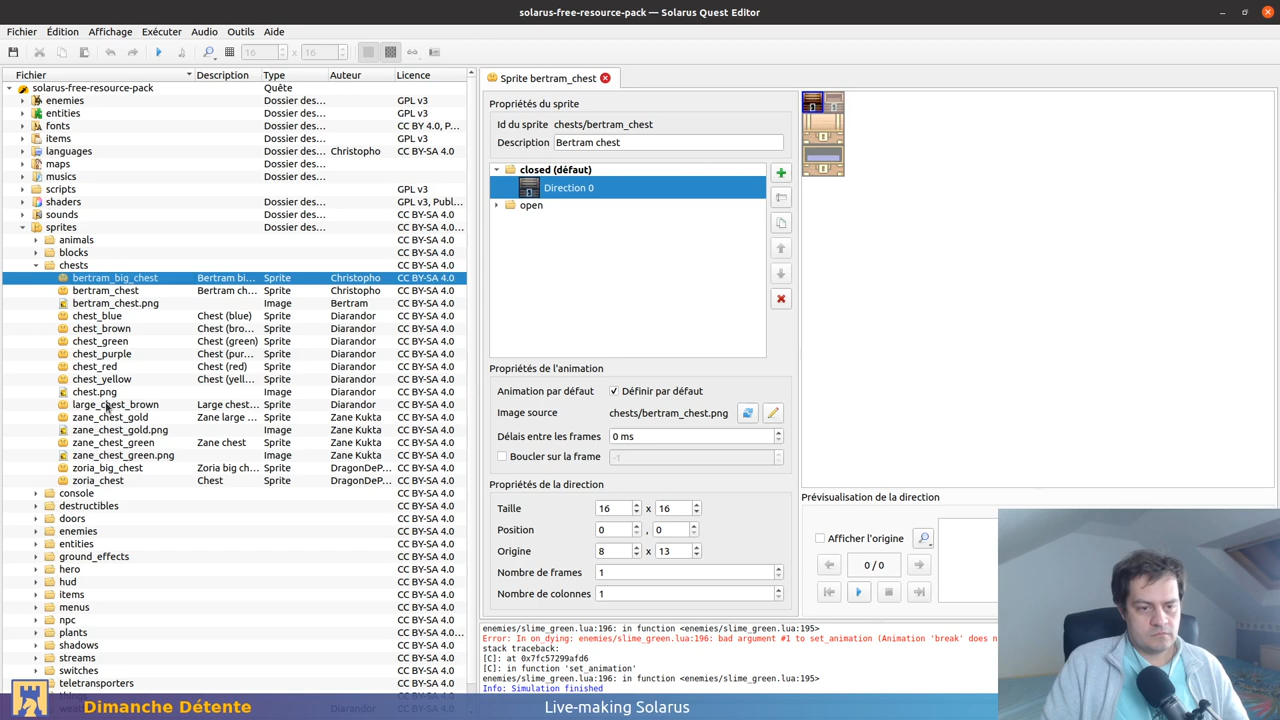 solarus-free-resource-pack — Solarus Quest Editor
Fichier Édition Affichage Exécuter Audio Outils Aide
16 x 16
Fichier Description Type Auteur Licence
solarus-free-resource-pack Quête
enemies Dossier des... GPL v3
entities Dossier des... GPL v3
fonts Dossier des... CC BY 4.0, P...
items Dossier des... GPL v3
languages Dossier des... Christopho CC BY-SA 4.0
maps Dossier des...
musics Dossier des...
scripts Dossier des... GPL v3
shaders Dossier des... GPL v3, Publ...
sounds Dossier des... CC BY-SA 4.0
sprites Dossier des... CC BY-SA 4.0...
animals CC BY-SA 4.0
blocks CC BY-SA 4.0
chests CC BY-SA 4.0
bertram_big_chest Bertram bi... Sprite Christopho CC BY-SA 4.0
bertram_chest Bertram ch... Sprite Christopho CC BY-SA 4.0
bertram_chest.png Image Bertram CC BY-SA 4.0
chest_blue Chest (blue) Sprite Diarandor CC BY-SA 4.0
chest_brown Chest (bro... Sprite Diarandor CC BY-SA 4.0
chest_green Chest (green) Sprite Diarandor CC BY-SA 4.0
chest_purple Chest (pur... Sprite Diarandor CC BY-SA 4.0
chest_red Chest (red) Sprite Diarandor CC BY-SA 4.0
chest_yellow Chest (yell... Sprite Diarandor CC BY-SA 4.0
chest.png Image Diarandor CC BY-SA 4.0
large_chest_brown Large chest... Sprite Diarandor CC BY-SA 4.0
zane_chest_gold Zane large ... Sprite Zane Kukta CC BY-SA 4.0
zane_chest_gold.png Image Zane Kukta CC BY-SA 4.0
zane_chest_green Zane chest Sprite Zane Kukta CC BY-SA 4.0
zane_chest_green.png Image Zane Kukta CC BY-SA 4.0
zoria_big_chest Zoria big ch... Sprite DragonDeP... CC BY-SA 4.0
zoria_chest Chest Sprite DragonDeP... CC BY-SA 4.0
console CC BY-SA 4.0
destructibles CC BY-SA 4.0
doors CC BY-SA 4.0
enemies CC BY-SA 4.0
entities CC BY-SA 4.0
ground_effects CC BY-SA 4.0
hero CC BY-SA 4.0
hud CC BY-SA 4.0
items CC BY-SA 4.0
menus CC BY-SA 4.0
npc CC BY-SA 4.0
plants CC BY-SA 4.0...
shadows CC BY-SA 4.0
streams CC BY-SA 4.0
switches CC BY-SA 4.0
teletransporters CC BY-SA 4.0
Sprite bertram_chest
Propriétés du sprite
Id du sprite chests/bertram_chest
Description Bertram chest
closed (défaut)
Direction 0
open
Propriétés de l'animation
Animation par défaut Définir par défaut
Image source chests/bertram_chest.png
Délais entre les frames 0 ms
Boucler sur la frame -1
Propriétés de la direction
Taille 16 x 16
Position 0 , 0
Origine 8 x 13
Nombre de frames 1
Nombre de colonnes 1
Prévisualisation de la direction
Afficher l'origine
0 / 0
enemies/slime_green.lua:196: in function <enemies/slime_green.lua:195>
Error: In on_dying: enemies/slime_green.lua:196: bad argument #1 to set_animation (Animation 'break' does n
stack traceback:
[C]: at 0x7fc57299afd6
[C]: in function 'set_animation'
enemies/slime_green.lua:196: in function <enemies/slime_green.lua:195>
Info: Simulation finished
Dimanche Détente
Live-making Solarus